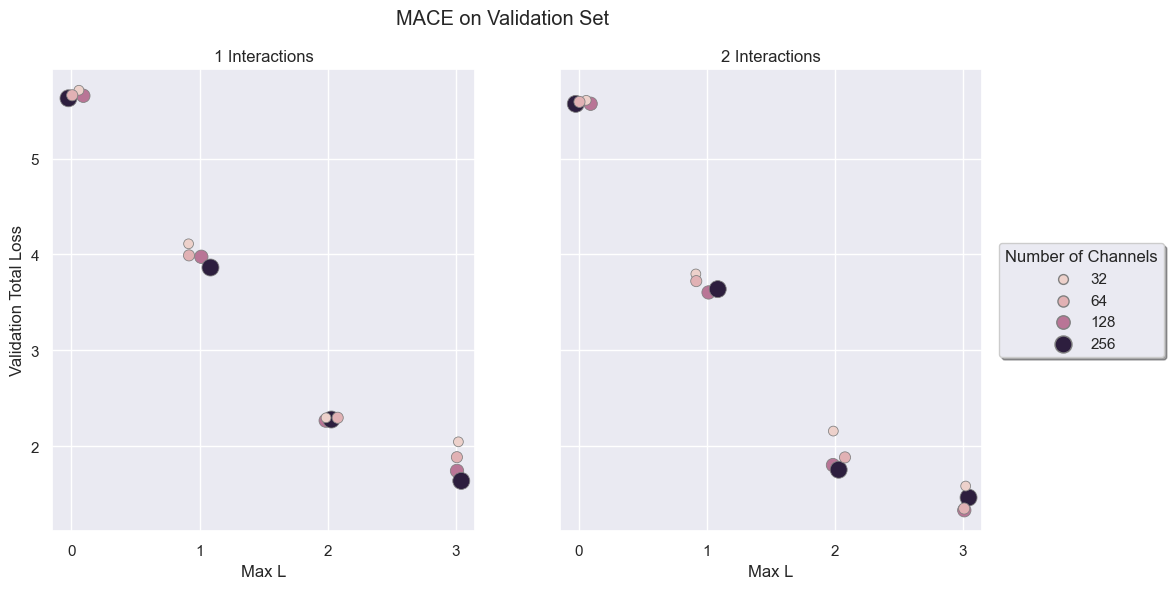 MACE on Validation Set
1 Interactions
2 Interactions
Validation Total Loss
5
4
3
2
0 1 2 3
Max L
0 1 2 3
Max L
Number of Channels
32
64
128
256